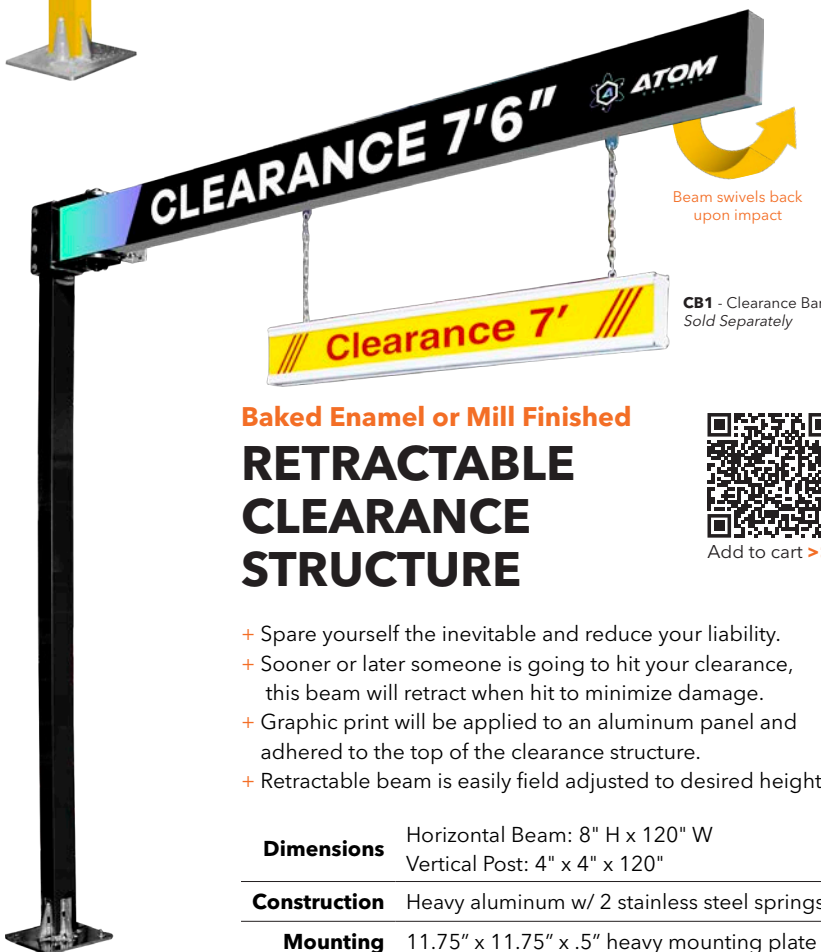 CLEARANCE 7'6"
ATOM
Beam swivels back
upon impact
CB1 - Clearance Bar
Sold Separately
Clearance 7'
Baked Enamel or Mill Finished
RETRACTABLE
CLEARANCE
STRUCTURE
Add to cart >
+ Spare yourself the inevitable and reduce your liability.
+ Sooner or later someone is going to hit your clearance,
this beam will retract when hit to minimize damage.
+ Graphic print will be applied to an aluminum panel and
adhered to the top of the clearance structure.
+ Retractable beam is easily field adjusted to desired height
Dimensions Horizontal Beam: 8" H x 120" W
Vertical Post: 4" x 4" x 120"
Construction Heavy aluminum w/ 2 stainless steel springs
Mounting 11.75" x 11.75" x .5" heavy mounting plate